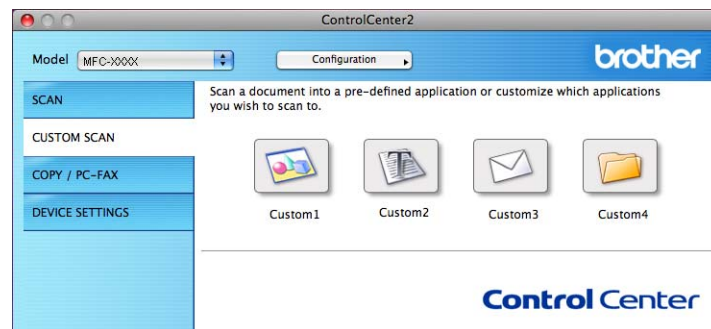 ControlCenter2
Model MFC-XXXX Configuration
brother
SCAN
CUSTOM SCAN
COPY / PC-FAX
DEVICE SETTINGS
Scan a document into a pre-defined application or customize which applications
you wish to scan to.
Custom1 Custom2 Custom3 Custom4
Control Center